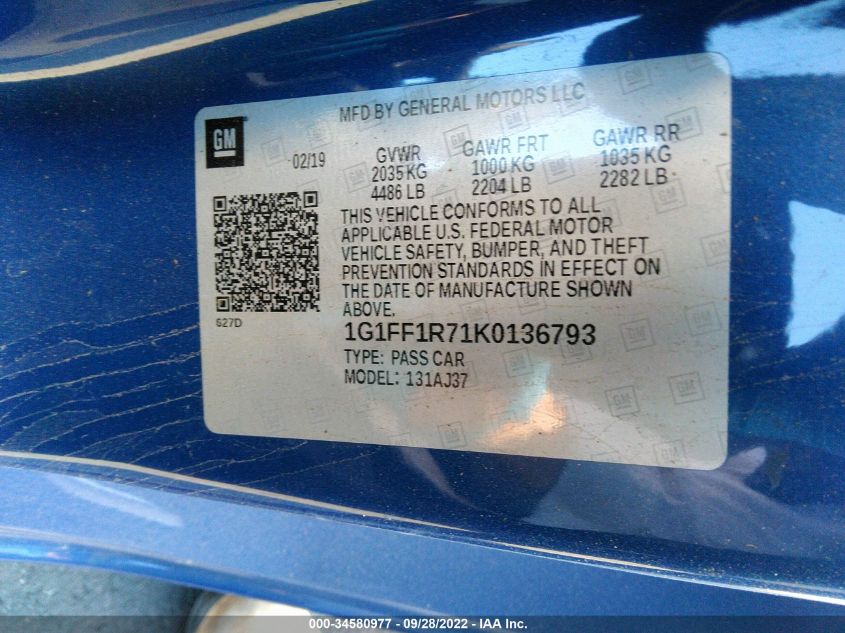 MFD BY GENERAL MOTORS LLC
GM
02/19
GVWR GAWR FRT GAWR RR
2035 KG 1000 KG 1035 KG
4486 LB 2204 LB 2282 LB
THIS VEHICLE CONFORMS TO ALL
APPLICABLE U.S. FEDERAL MOTOR
VEHICLE SAFETY, BUMPER, AND THEFT
PREVENTION STANDARDS IN EFFECT ON
THE DATE OF MANUFACTURE SHOWN
ABOVE.
S27D
1G1FF1R71K0136793
TYPE: PASS CAR
MODEL: 131AJ37
000-34580977 - 09/28/2022 - IAA Inc.